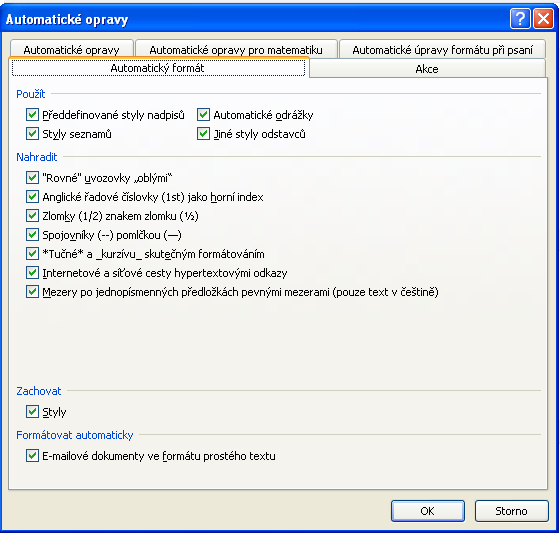 Automatické opravy
Automatické opravy Automatické opravy pro matematiku Automatické úpravy formátu při psaní
Automatický formát Akce
Použít
Předdefinované styly nadpisů Automatické odrážky
Styly seznamů Jiné styly odstavců
Nahradit
"Rovné" uvozovky „oblými“
Anglické řadové číslovky (1st) jako horní index
Zlomky (1/2) znakem zlomku (½)
Spojovníky (--) pomlčkou (—)
*Tučné* a _kurzívu_ skutečným formátováním
Internetové a síťové cesty hypertextovými odkazy
Mezery po jednopísmenných předložkách pevnými mezerami (pouze text v češtině)
Zachovat
Styly
Formátovat automaticky
E-mailové dokumenty ve formátu prostého textu
OK Storno